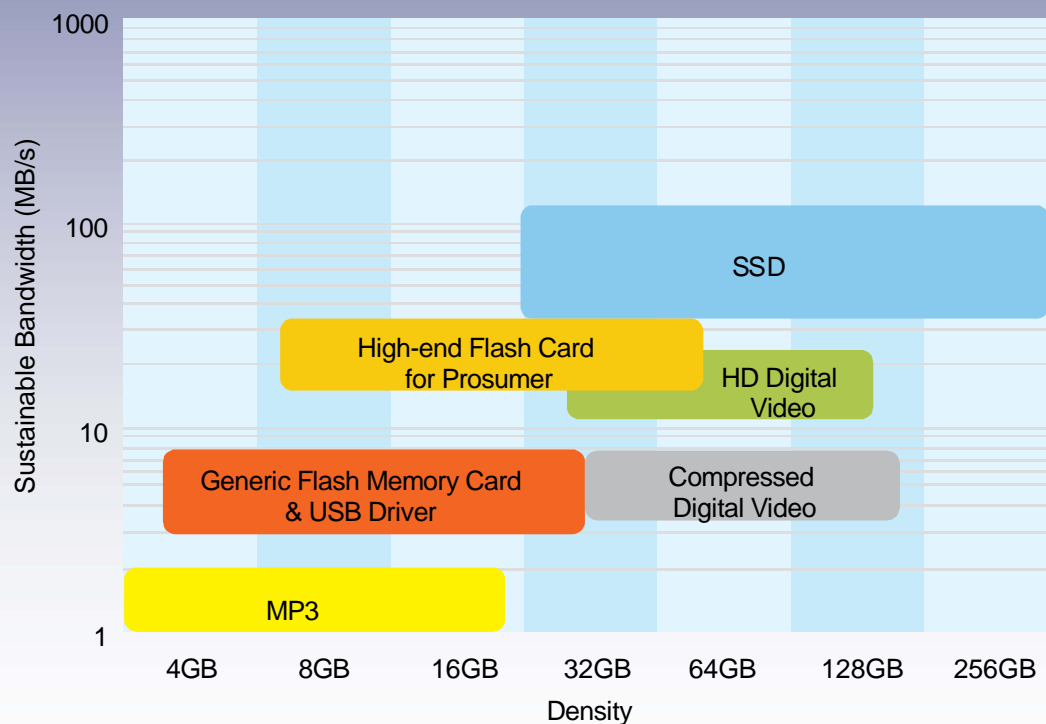 1000
100
10
1
Sustainable Bandwidth (MB/s)
SSD
High-end Flash Card
for Prosumer
HD Digital
Video
Generic Flash Memory Card
& USB Driver
Compressed
Digital Video
MP3
4GB 8GB 16GB 32GB 64GB 128GB 256GB
Density